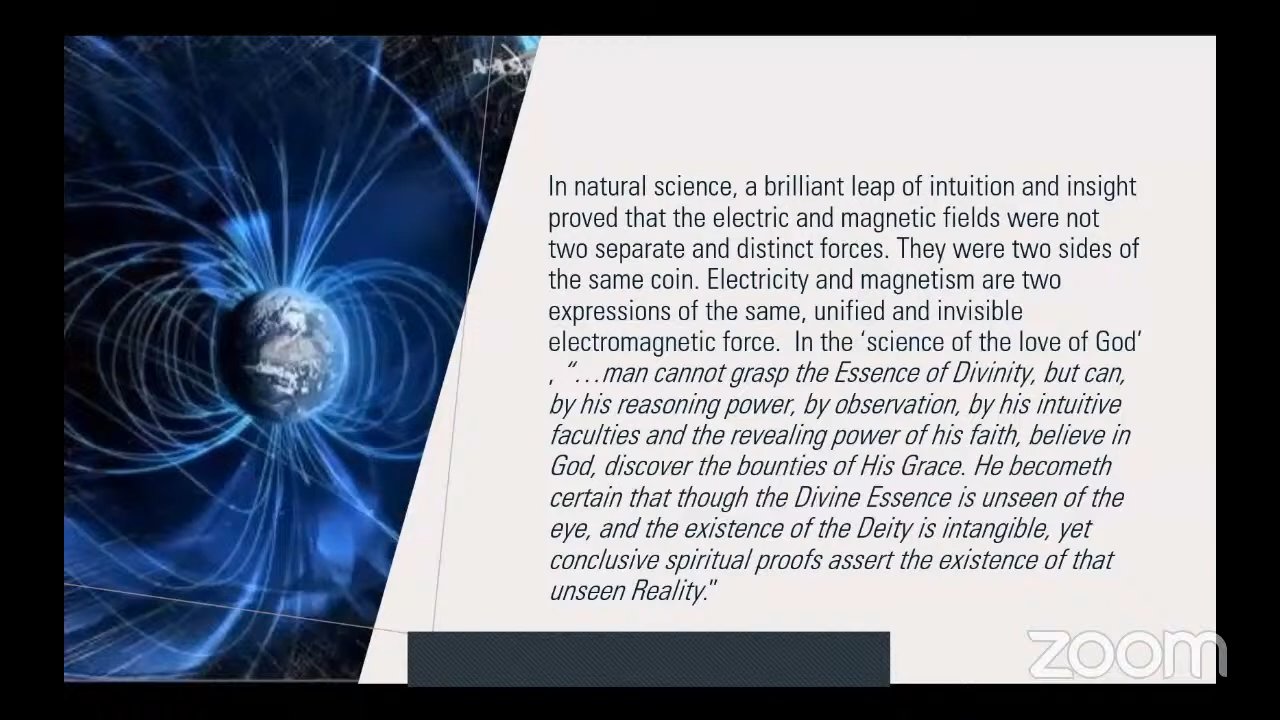 NASA
In natural science, a brilliant leap of intuition and insight
proved that the electric and magnetic fields were not
two separate and distinct forces. They were two sides of
the same coin. Electricity and magnetism are two
expressions of the same, unified and invisible
electromagnetic force.  In the ‘science of the love of God’
, “…man cannot grasp the Essence of Divinity, but can,
by his reasoning power, by observation, by his intuitive
faculties and the revealing power of his faith, believe in
God, discover the bounties of His Grace. He becometh
certain that though the Divine Essence is unseen of the
eye, and the existence of the Deity is intangible, yet
conclusive spiritual proofs assert the existence of that
unseen Reality."
zoom